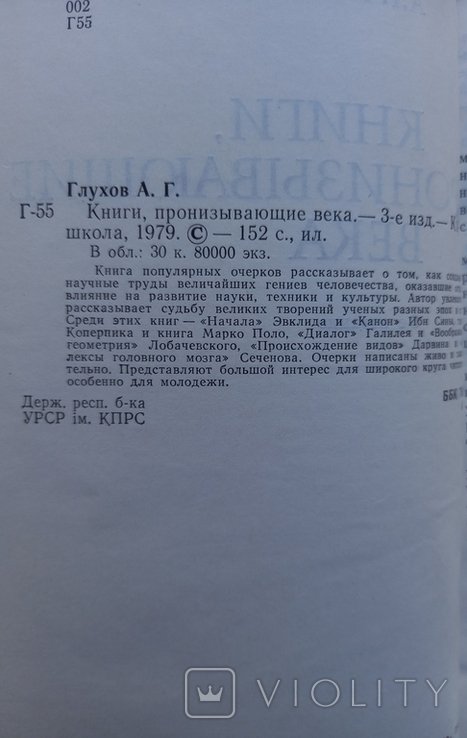 002
Г55
КНИГИ,
ВЕКА
Глухов А. Г.
Г-55 Книги, пронизывающие века.— 3-е изд.— К
школа, 1979. © — 152 с., ил.
В обл.: 30 к. 80000 экз.
Книга популярных очерков рассказывает о том, как
научные труды величайших гениев человечества, оказавшие
влияние на развитие науки, техники и культуры. Автор
рассказывает судьбу великих творений ученых разных эпох
Среди этих книг — «Начала» Эвклида и «Канон» Ибн Сины,
Коперника и книга Марко Поло, «Диалог» Галилея и
геометрия» Лобачевского, «Происхождение видов» Дарвина и
лексы головного мозга» Сеченова. Очерки написаны живо и
тельно. Представляют большой интерес для широкого круга
особенно для молодежи.
ББК
Держ. респ. б-ка
УРСР ім. КПРС
VIOLITY